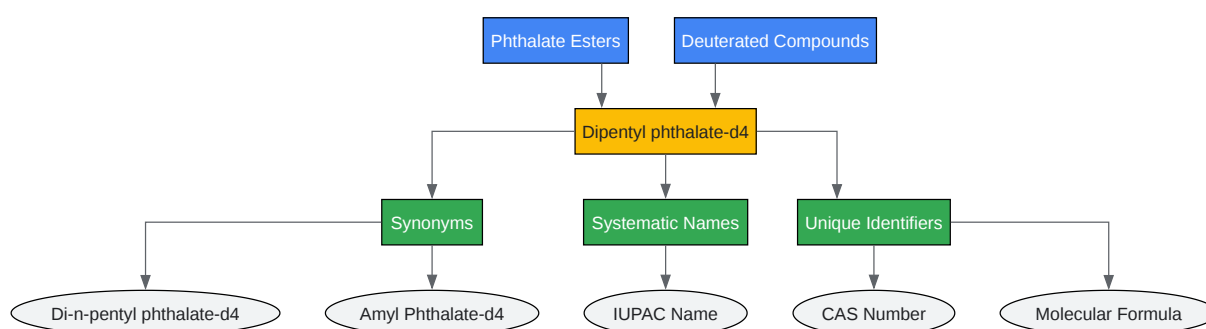 Phthalate Esters
Deuterated Compounds
Dipentyl phthalate-d4
Synonyms
Systematic Names
Unique Identifiers
Di-n-pentyl phthalate-d4
Amyl Phthalate-d4
IUPAC Name
CAS Number
Molecular Formula